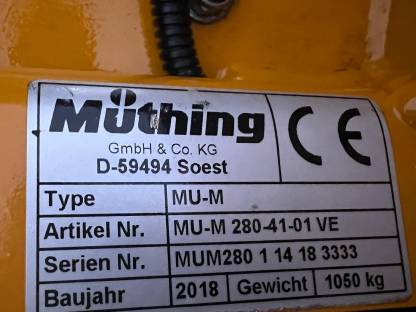 Müthing
GmbH & Co. KG
D-59494 Soest
CE
Type MU-M
Artikel Nr. MU-M 280-41-01 VE
Serien Nr. MUM280 1 14 18 3333
Baujahr 2018 Gewicht 1050 kg